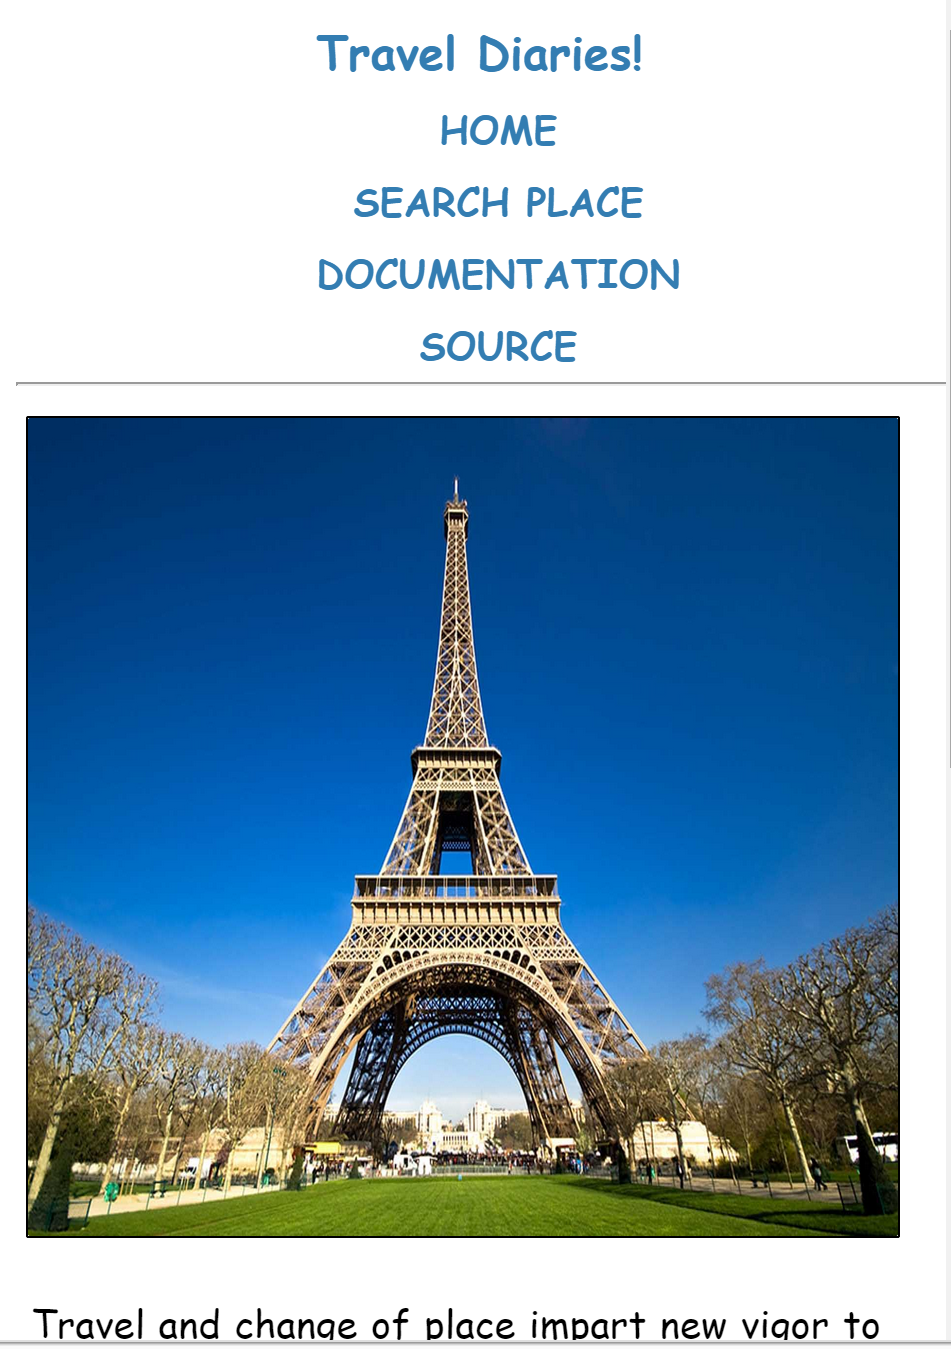 Travel Diaries!
HOME
SEARCH PLACE
DOCUMENTATION
SOURCE
Travel and change of place impart new vigor to